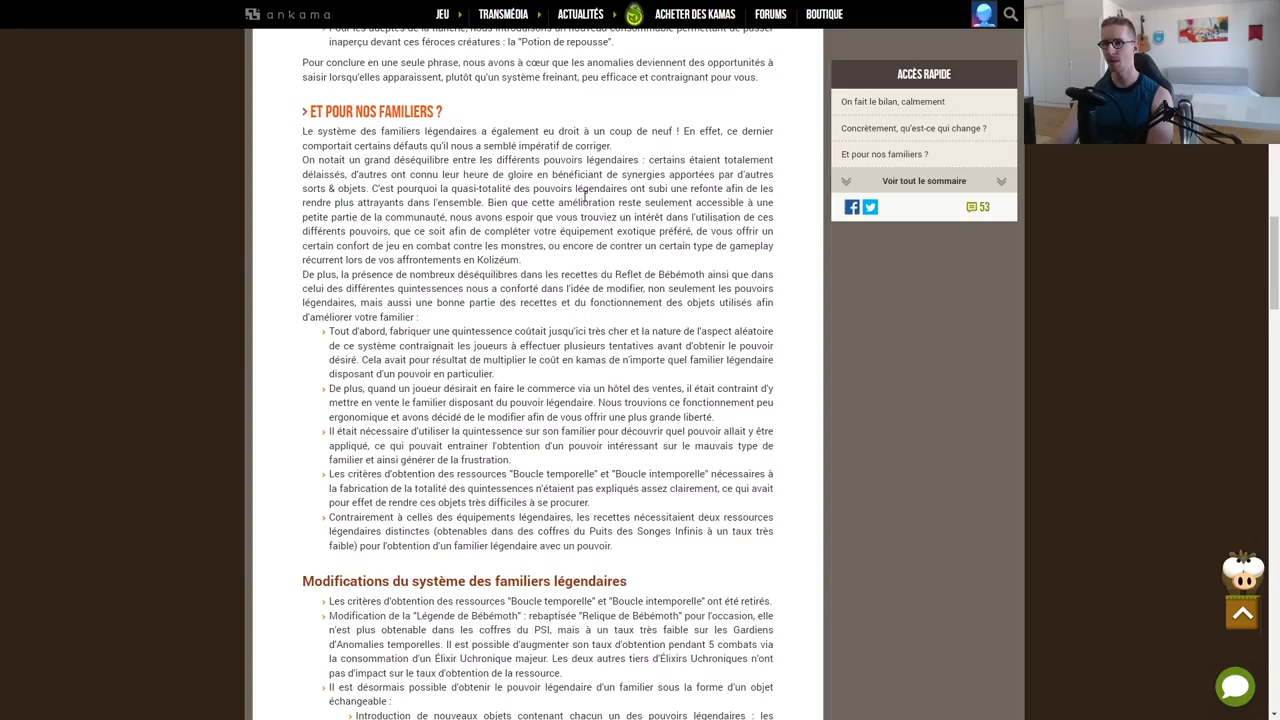 ankama
JEU
TRANSMÉDIA
ACTUALITÉS
ACHETER DES KAMAS
FORUMS
BOUTIQUE
inaperçu devant ces féroces créatures : la "Potion de repousse".
Pour conclure en une seule phrase, nous avons à cœur que les anomalies deviennent des opportunités à
saisir lorsqu'elles apparaissent, plutôt qu'un système freinant, peu efficace et contraignant pour vous.
ET POUR NOS FAMILIERS ?
Le système des familiers légendaires a également eu droit à un coup de neuf ! En effet, ce dernier
comportait certains défauts qu'il nous a semblé impératif de corriger.
On notait un grand déséquilibre entre les différents pouvoirs légendaires : certains étaient totalement
délaissés, d'autres ont connu leur heure de gloire en bénéficiant de synergies apportées par d'autres
sorts & objets. C'est pourquoi la quasi-totalité des pouvoirs légendaires ont subi une refonte afin de les
rendre plus attrayants dans l'ensemble. Bien que cette amélioration reste seulement accessible à une
petite partie de la communauté, nous avons espoir que vous trouviez un intérêt dans l'utilisation de ces
différents pouvoirs, que ce soit afin de compléter votre équipement exotique préféré, de vous offrir un
certain confort de jeu en combat contre les monstres, ou encore de contrer un certain type de gameplay
récurrent lors de vos affrontements en Kolizéum.
De plus, la présence de nombreux déséquilibres dans les recettes du Reflet de Bébémoth ainsi que dans
celui des différentes quintessences nous a conforté dans l'idée de modifier, non seulement les pouvoirs
légendaires, mais aussi une bonne partie des recettes et du fonctionnement des objets utilisés afin
d'améliorer votre familier :
Tout d'abord, fabriquer une quintessence coûtait jusqu'ici très cher et la nature de l'aspect aléatoire
de ce système contraignait les joueurs à effectuer plusieurs tentatives avant d'obtenir le pouvoir
désiré. Cela avait pour résultat de multiplier le coût en kamas de n'importe quel familier légendaire
disposant d'un pouvoir en particulier.
De plus, quand un joueur désirait en faire le commerce via un hôtel des ventes, il était contraint d'y
mettre en vente le familier disposant du pouvoir légendaire. Nous trouvions ce fonctionnement peu
ergonomique et avons décidé de le modifier afin de vous offrir une plus grande liberté.
Il était nécessaire d'utiliser la quintessence sur son familier pour découvrir quel pouvoir allait y être
appliqué, ce qui pouvait entrainer l'obtention d'un pouvoir intéressant sur le mauvais type de
familier et ainsi générer de la frustration.
Les critères d'obtention des ressources "Boucle temporelle" et "Boucle intemporelle" nécessaires à
la fabrication de la totalité des quintessences n'étaient pas expliqués assez clairement, ce qui avait
pour effet de rendre ces objets très difficiles à se procurer.
Contrairement à celles des équipements légendaires, les recettes nécessitaient deux ressources
légendaires distinctes (obtenables dans des coffres du Puits des Songes Infinis à un taux très
faible) pour l'obtention d'un familier légendaire avec un pouvoir.
Modifications du système des familiers légendaires
Les critères d'obtention des ressources "Boucle temporelle" et "Boucle intemporelle" ont été retirés.
Modification de la "Légende de Bébémoth" : rebaptisée "Relique de Bébémoth" pour l'occasion, elle
n'est plus obtenable dans les coffres du PSI, mais à un taux très faible sur les Gardiens
d'Anomalies temporelles. Il est possible d'augmenter son taux d'obtention pendant 5 combats via
la consommation d'un Élixir Uchronique majeur. Les deux autres tiers d'Élixirs Uchroniques n'ont
pas d'impact sur le taux d'obtention de la ressource.
Il est désormais possible d'obtenir le pouvoir légendaire d'un familier sous la forme d'un objet
échangeable :
Introduction de nouveaux objets contenant chacun un des pouvoirs légendaires : les
ACCÈS RAPIDE
On fait le bilan, calmement
Concrètement, qu'est-ce qui change ?
Et pour nos familiers ?
Voir tout le sommaire
53